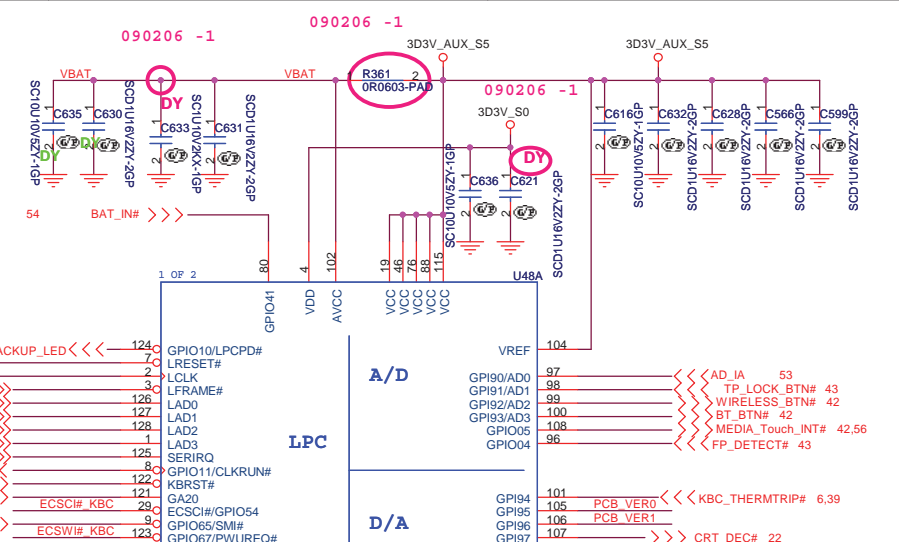 090206 -1
090206 -1
3D3V_AUX_S5
3D3V_AUX_S5
VBAT
VBAT
1 R361 2
0R0603-PAD
090206 -1
3D3V_S0
DY
DY
DY
DY
SC10U10V5ZY-1GP
C635
SCD1U16V2ZY-2GP
C630
C633
SC1U10V2KX-1GP
C631
SCD1U16V2ZY-2GP
SC10U10V5ZY-1GP
C636
C621
SCD1U16V2ZY-2GP
C616
SC10U10V5ZY-1GP
C632
SCD1U16V2ZY-2GP
C628
SCD1U16V2ZY-2GP
C566
SCD1U16V2ZY-2GP
C599
SCD1U16V2ZY-2GP
54 BAT_IN#
1 OF 2
U48A
80 4 102 19 46 76 88 115
GPIO41 VDD AVCC VCC VCC VCC VCC VCC
ACKUP_LED 124 GPIO10/LPCPD#
7 LRESET#
2 LCLK
3 LFRAME#
126 LAD0
127 LAD1
128 LAD2
1 LAD3
125 SERIRQ
8 GPIO11/CLKRUN#
122 KBRST#
121 GA20
ECSCI#_KBC 29 ECSCI#/GPIO54
9 GPIO65/SMI#
ECSWI#_KBC 123 GPIO67/PWUREQ#
LPC
A/D
D/A
VREF 104
GPI90/AD0 97 AD_IA 53
GPI91/AD1 98 TP_LOCK_BTN# 43
GPI92/AD2 99 WIRELESS_BTN# 42
GPI93/AD3 100 BT_BTN# 42
GPIO05 108 MEDIA_Touch_INT# 42,56
GPIO04 96 FP_DETECT# 43
GPI94 101 KBC_THERMTRIP# 6,39
GPI95 105 PCB_VER0
GPI96 106 PCB_VER1
GPI97 107 CRT_DEC# 22